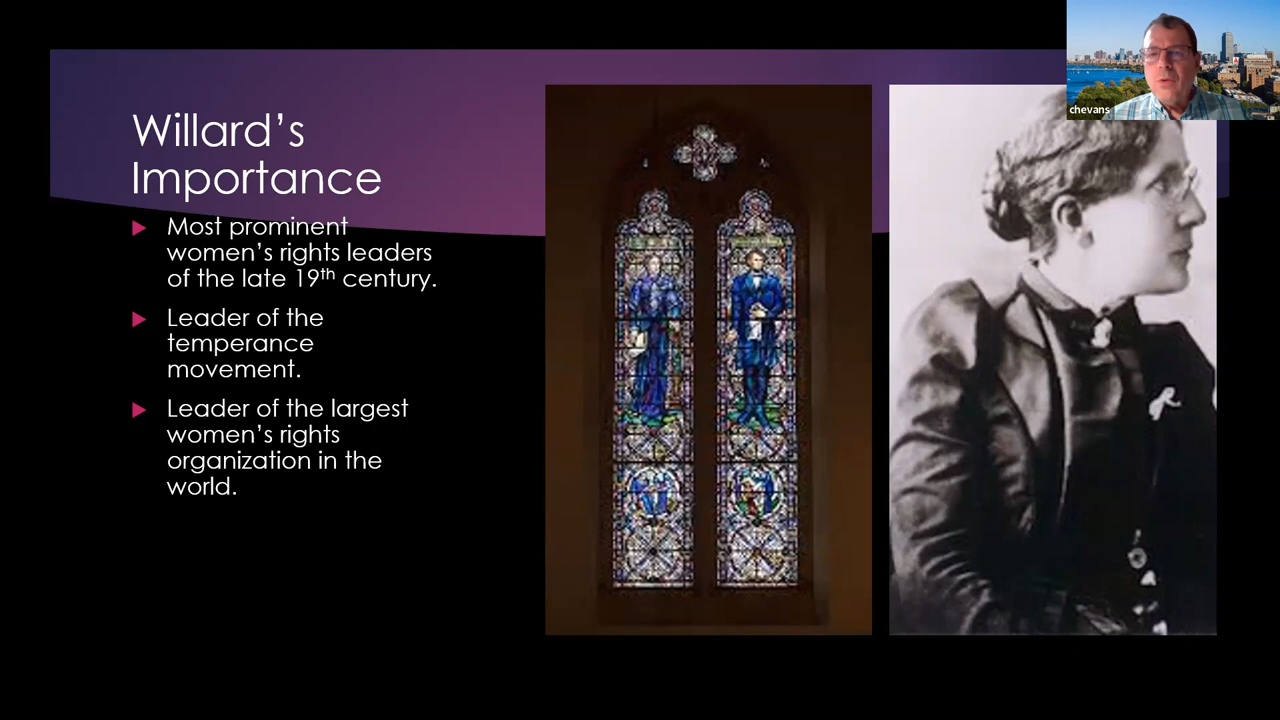 Willard’s
Importance
Most prominent
women’s rights leaders
of the late 19th century.
Leader of the
temperance
movement.
Leader of the largest
women’s rights
organization in the
world.
chevans